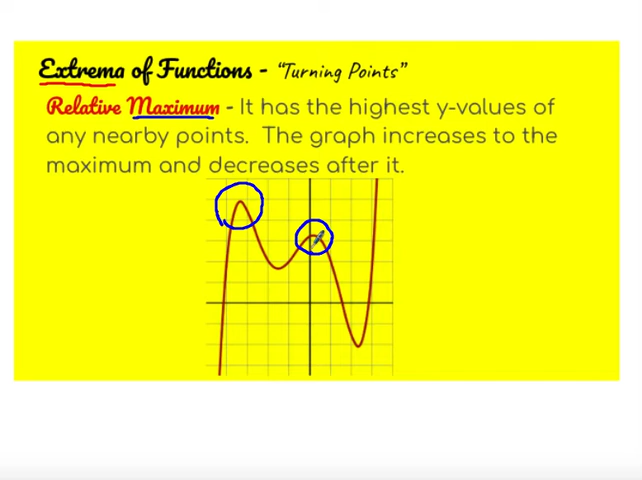 Extrema of Functions - "Turning Points"
Relative Maximum - It has the highest y-values of
any nearby points. The graph increases to the
maximum and decreases after it.